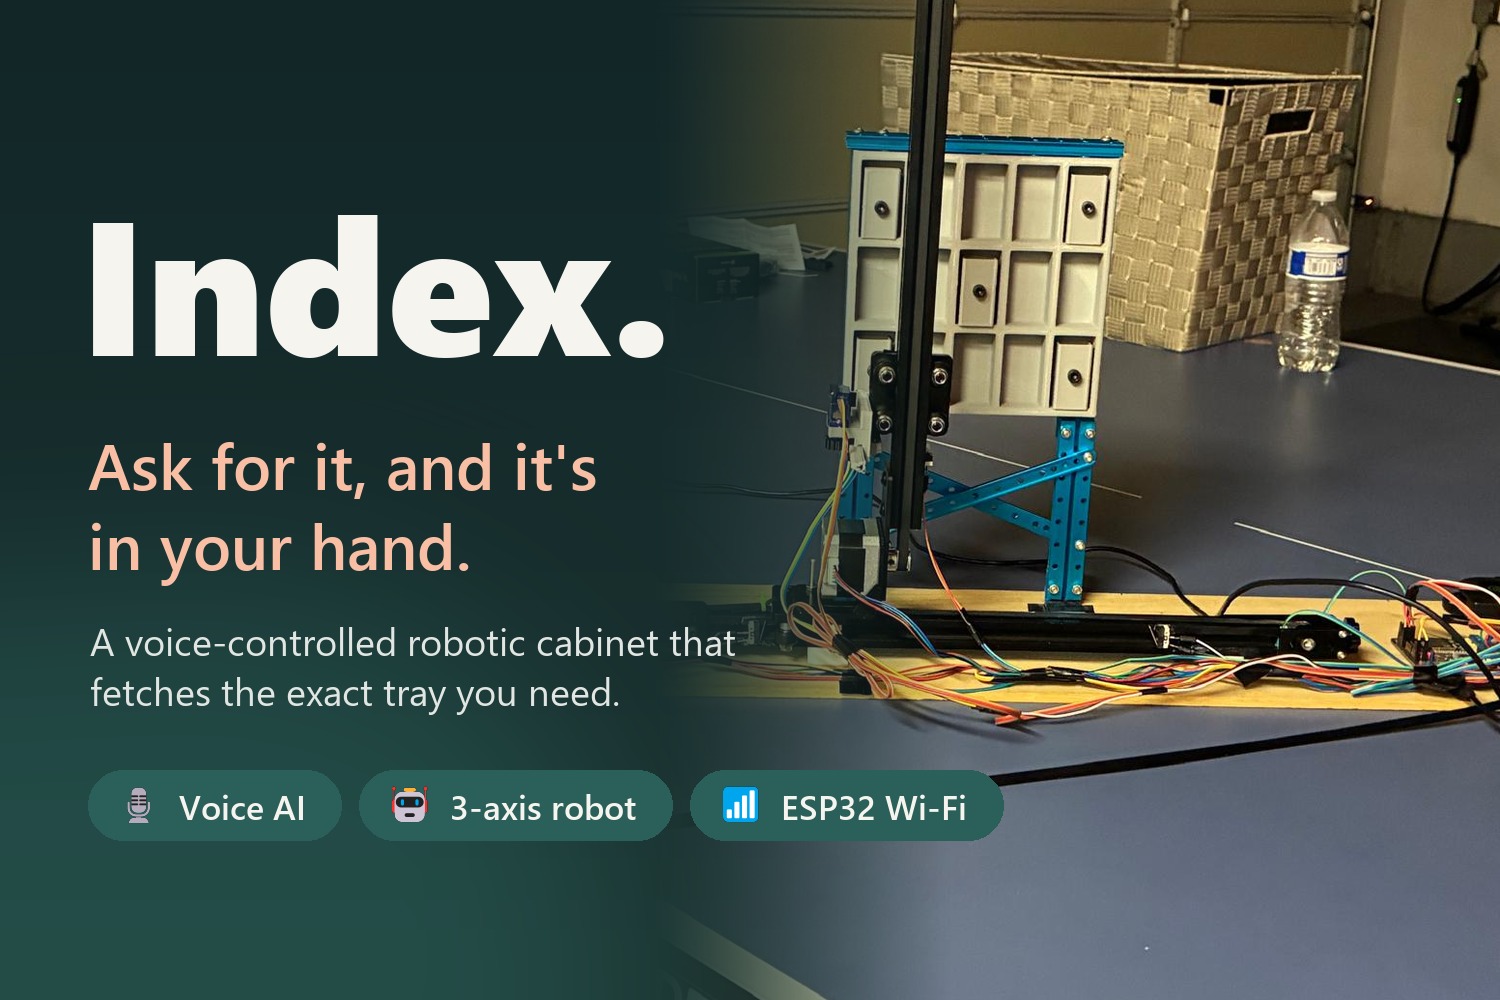 Index.
Ask for it, and it's
in your hand.
A voice-controlled robotic cabinet that
fetches the exact tray you need.
Voice AI
3-axis robot
ESP32 Wi-Fi